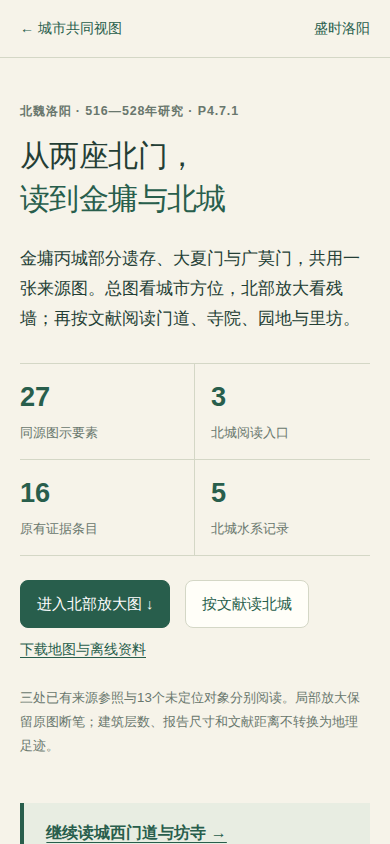 ← 城市共同视图
盛时洛阳
北魏洛阳 · 516—528年研究 · P4.7.1
从两座北门，
读到金墉与北城
金墉丙城部分遗存、大夏门与广莫门，共用一
张来源图。总图看城市方位，北部放大看残
墙；再按文献阅读门道、寺院、园地与里坊。
27
同源图示要素
3
北城阅读入口
16
原有证据条目
5
北城水系记录
进入北部放大图 ↓
按文献读北城
下载地图与离线资料
三处已有来源参照与13个未定位对象分别阅读。局部放大保
留原图断笔；建筑层数、报告尺寸和文献距离不转换为地理
足迹。
继续读城西门道与坊寺 →